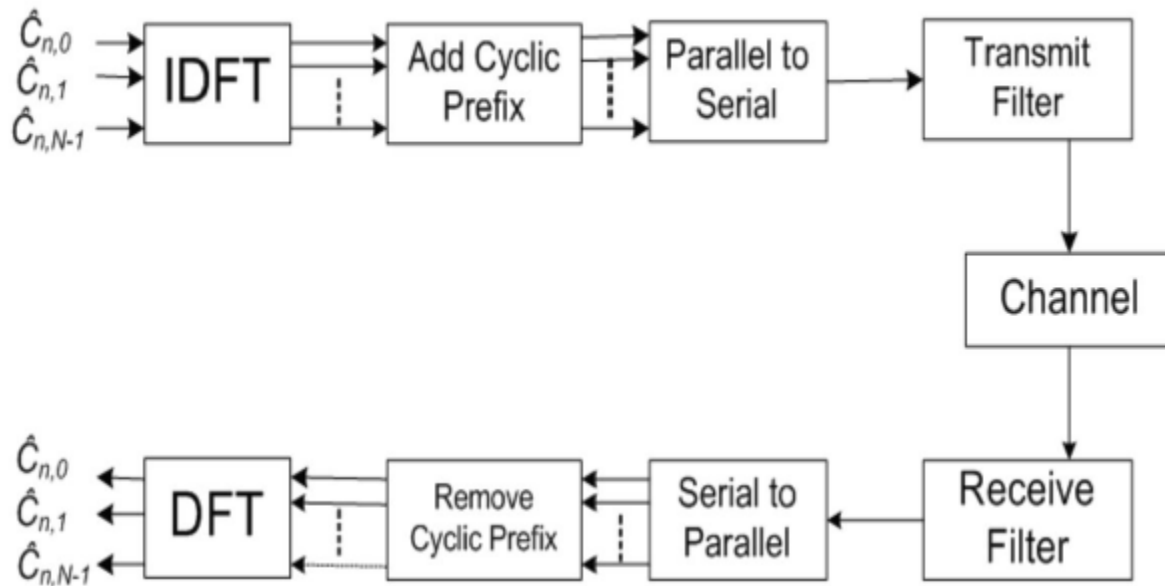 Ĉn,0
Ĉn,1
Ĉn,N-1
IDFT
Add Cyclic
Prefix
Parallel to
Serial
Transmit
Filter
Channel
Receive
Filter
Serial to
Parallel
Remove
Cyclic Prefix
DFT
Ĉn,0
Ĉn,1
Ĉn,N-1